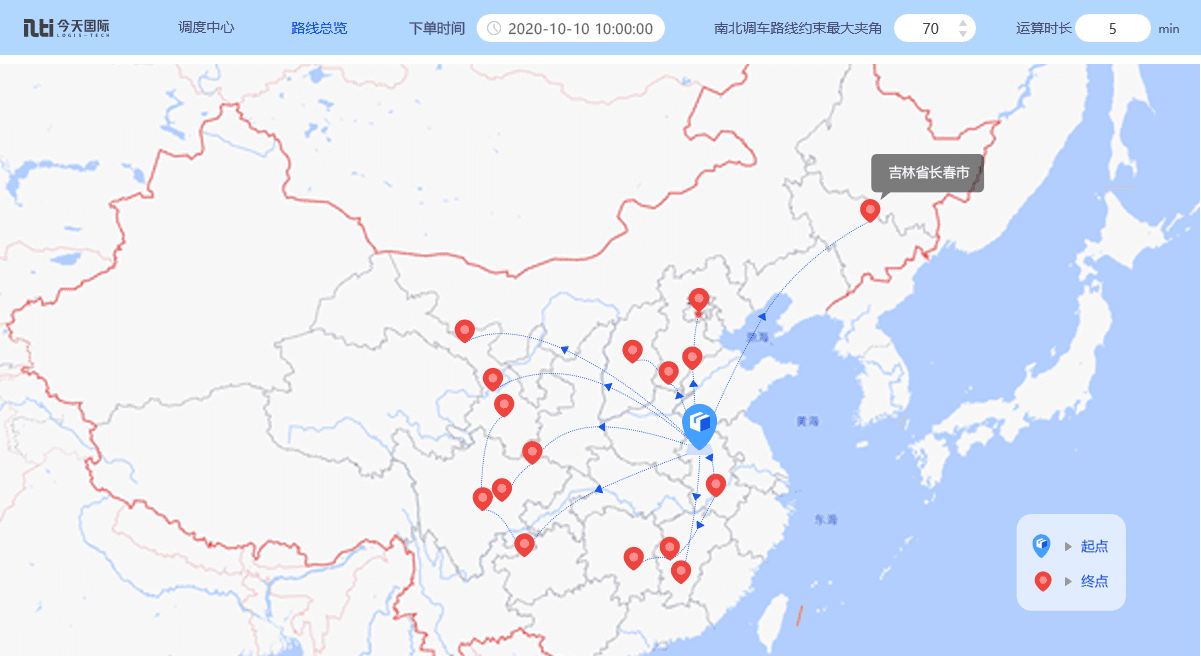 nti 今天国际
LOGIS-TECH
调度中心
路线总览
下单时间
2020-10-10 10:00:00
南北调车路线约束最大夹角
70
运算时长
5
min
吉林省长春市
渤海
黄海
东海
起点
终点